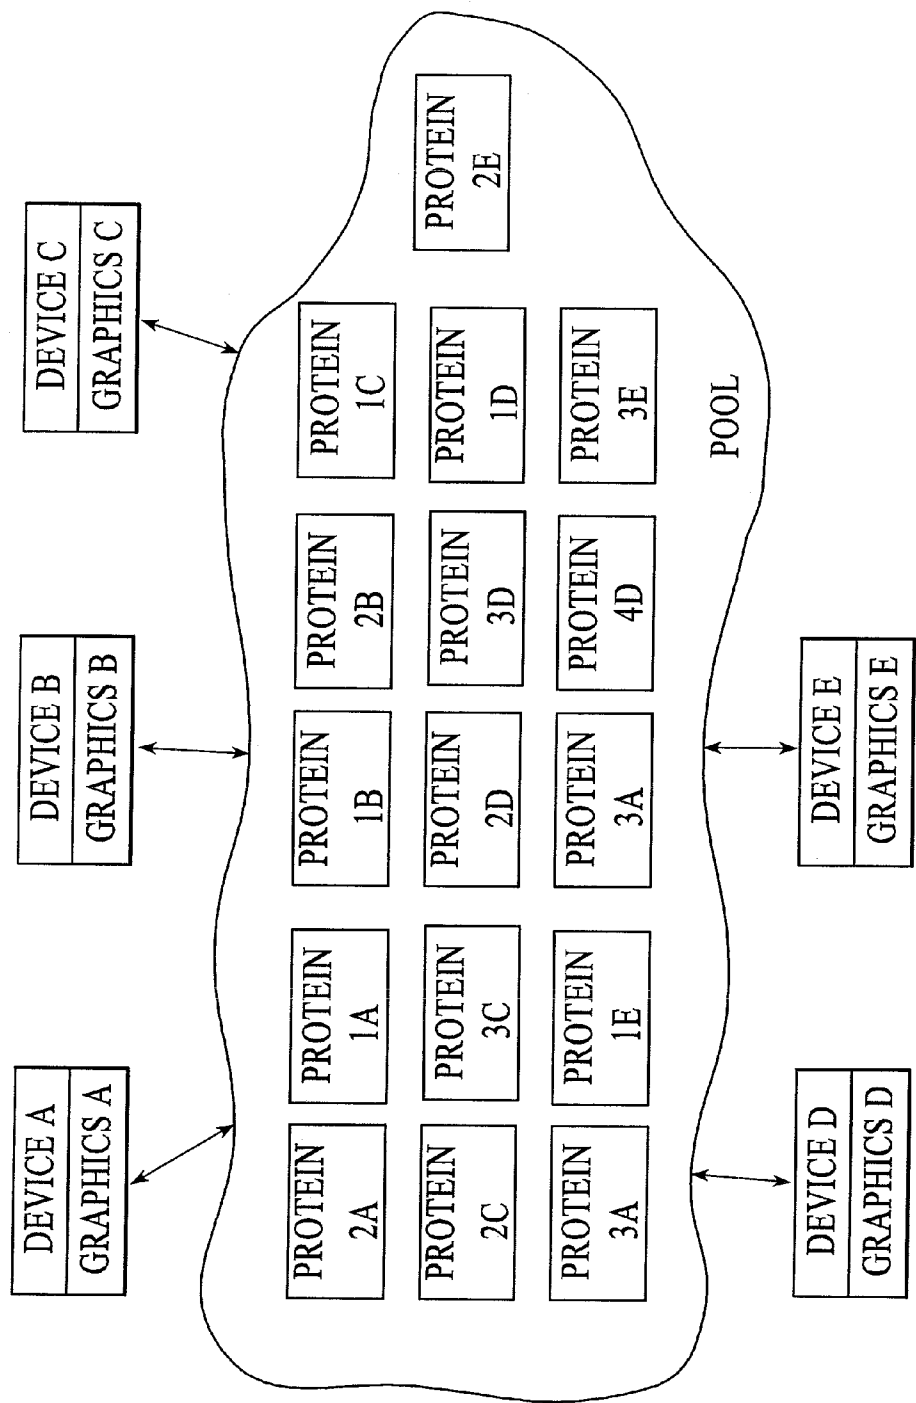 DEVICE A
GRAPHICS A
DEVICE B
GRAPHICS B
DEVICE C
GRAPHICS C
PROTEIN
2A
PROTEIN
1A
PROTEIN
1B
PROTEIN
2B
PROTEIN
1C
PROTEIN
2C
PROTEIN
3C
PROTEIN
2D
PROTEIN
3D
PROTEIN
1D
PROTEIN
2E
PROTEIN
3A
PROTEIN
1E
PROTEIN
3A
PROTEIN
4D
PROTEIN
3E
POOL
DEVICE D
GRAPHICS D
DEVICE E
GRAPHICS E